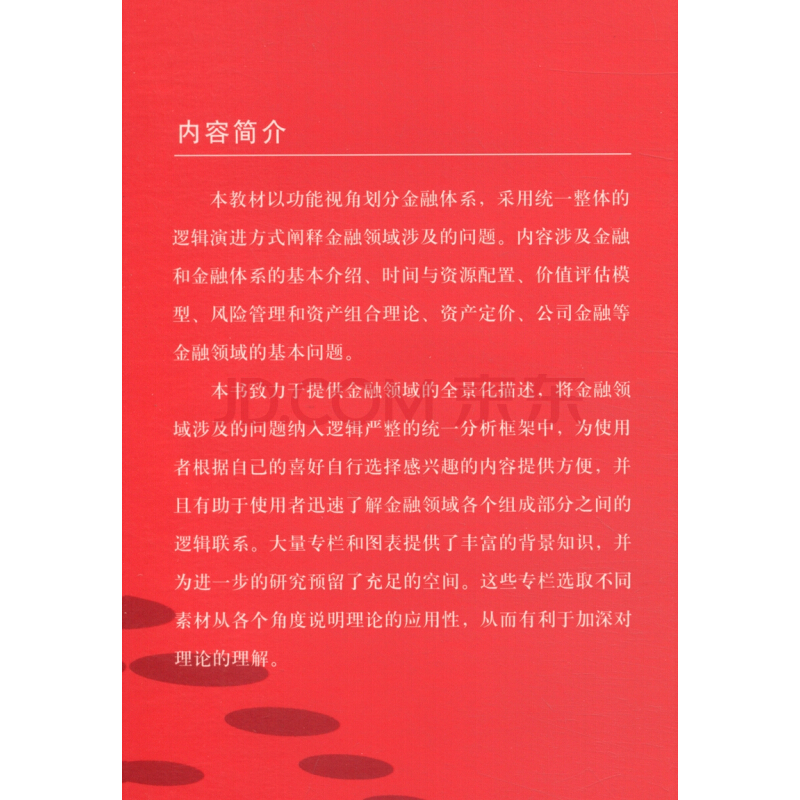 内容简介
本教材以功能视角划分金融体系，采用统一整体的
逻辑演进方式阐释金融领域涉及的问题。内容涉及金融
和金融体系的基本介绍、时间与资源配置、价值评估模
型、风险管理和资产组合理论、资产定价、公司金融等
金融领域的基本问题。
本书致力于提供金融领域的全景化描述，将金融领
JD.COM 京东
域涉及的问题纳入逻辑严整的统一分析框架中，为使用
者根据自己的喜好自行选择感兴趣的内容提供方便，并
且有助于使用者迅速了解金融领域各个组成部分之间的
逻辑联系。大量专栏和图表提供了丰富的背景知识，并
为进一步的研究预留了充足的空间。这些专栏选取不同
素材从各个角度说明理论的应用性，从而有利于加深对
理论的理解。